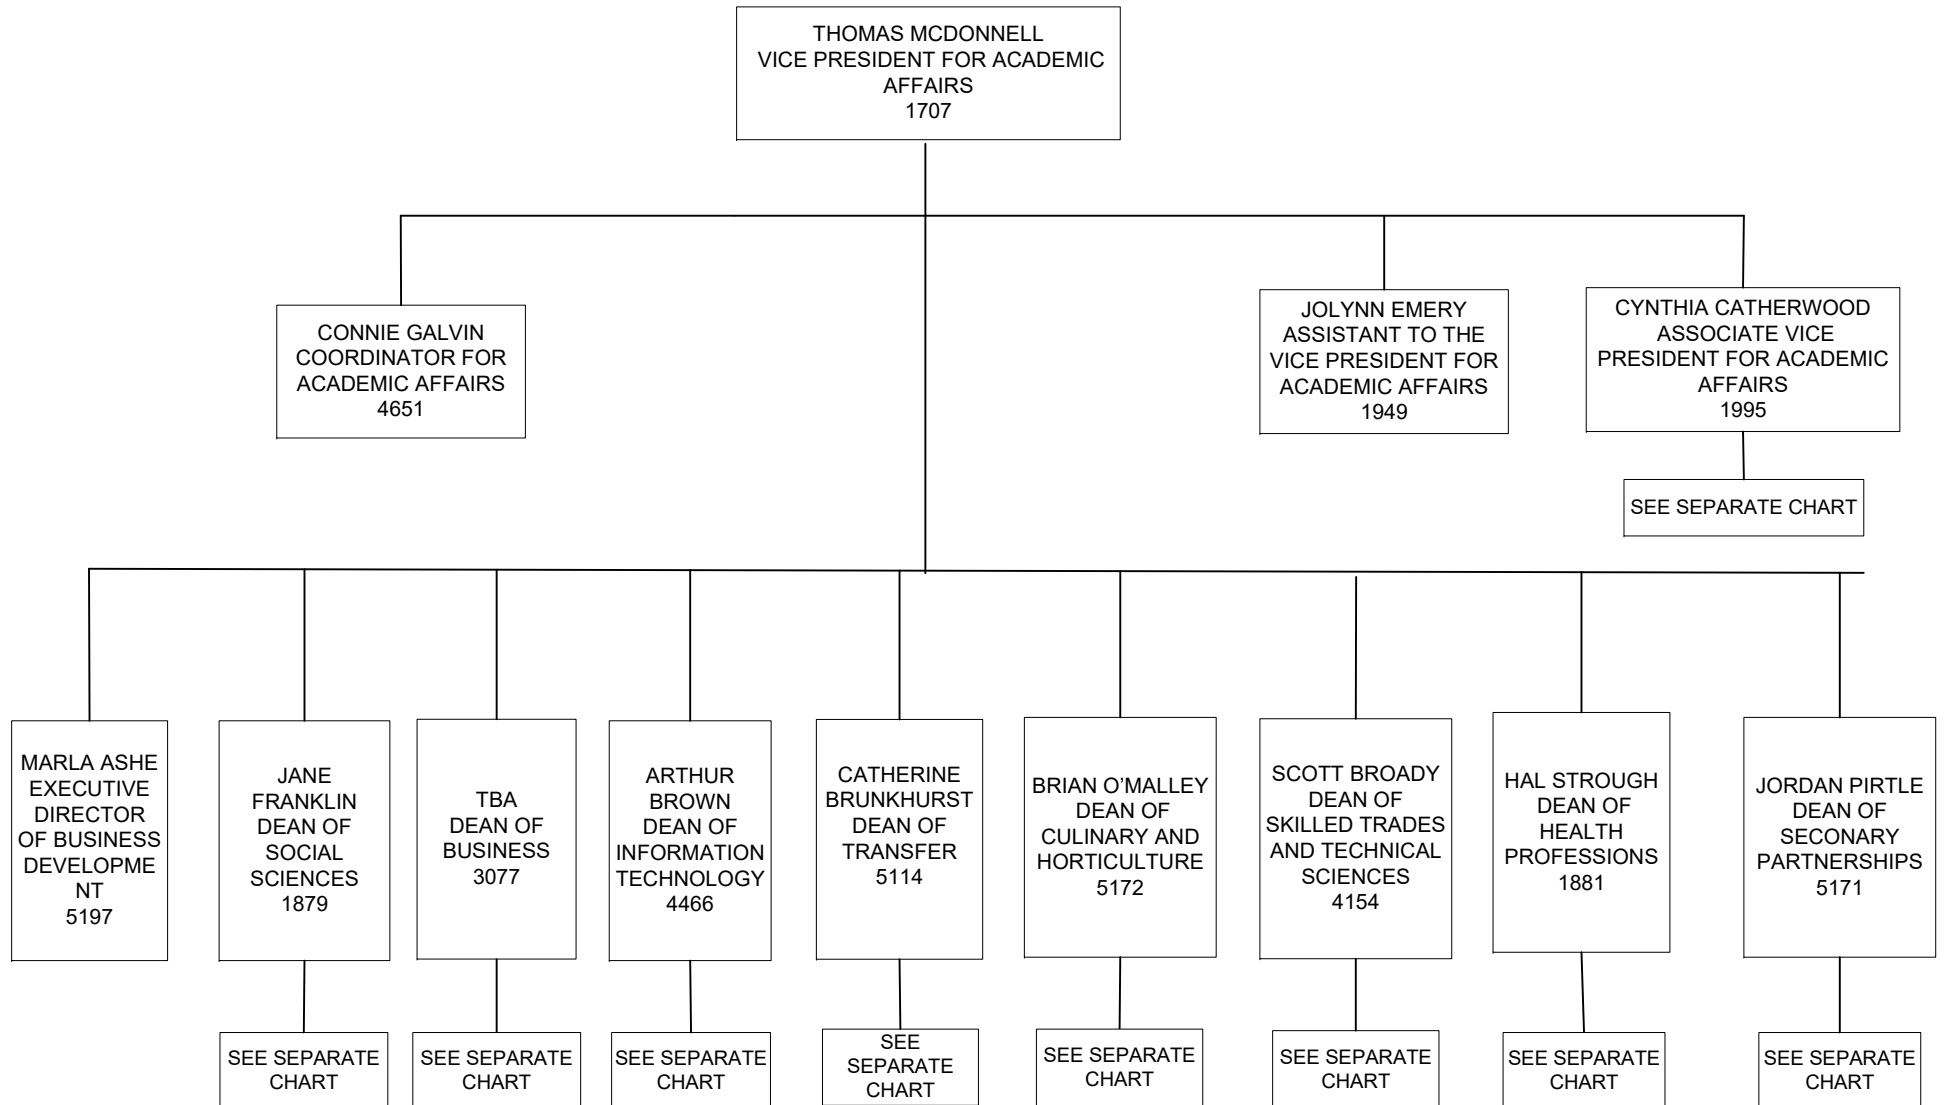 THOMAS MCDONNELL
VICE PRESIDENT FOR ACADEMIC
AFFAIRS
1707
CONNIE GALVIN
COORDINATOR FOR
ACADEMIC AFFAIRS
4651
JOLYNN EMERY
ASSISTANT TO THE
VICE PRESIDENT FOR
ACADEMIC AFFAIRS
1949
CYNTHIA CATHERWOOD
ASSOCIATE VICE
PRESIDENT FOR ACADEMIC
AFFAIRS
1995
SEE SEPARATE CHART
MARLA ASHE
EXECUTIVE
DIRECTOR
OF BUSINESS
DEVELOPME
NT
5197
JANE
FRANKLIN
DEAN OF
SOCIAL
SCIENCES
1879
TBA
DEAN OF
BUSINESS
3077
ARTHUR
BROWN
DEAN OF
INFORMATION
TECHNOLOGY
4466
CATHERINE
BRUNKHURST
DEAN OF
TRANSFER
5114
BRIAN O’MALLEY
DEAN OF
CULINARY AND
HORTICULTURE
5172
SCOTT BROADY
DEAN OF
SKILLED TRADES
AND TECHNICAL
SCIENCES
4154
HAL STROUGH
DEAN OF
HEALTH
PROFESSIONS
1881
JORDAN PIRTLE
DEAN OF
SECONARY
PARTNERSHIPS
5171
SEE SEPARATE
CHART
SEE SEPARATE
CHART
SEE SEPARATE
CHART
SEE
SEPARATE
CHART
SEE SEPARATE
CHART
SEE SEPARATE
CHART
SEE SEPARATE
CHART
SEE SEPARATE
CHART